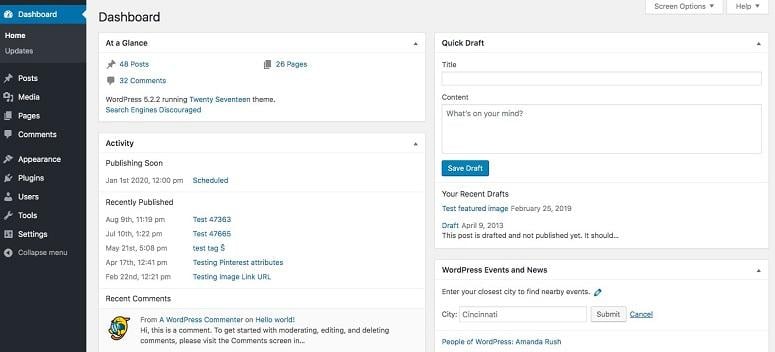 Dashboard
Home
Updates
Posts
Media
Pages
Comments
Appearance
Plugins
Users
Tools
Settings
Collapse menu
Screen Options
Help
Dashboard
At a Glance
48 Posts
26 Pages
32 Comments
WordPress 5.2.2 running Twenty Seventeen theme.
Search Engines Discouraged
Activity
Publishing Soon
Jan 1st 2020, 12:00 pm Scheduled
Recently Published
Aug 9th, 11:19 pm Test 47363
Jul 10th, 1:22 pm Test 47665
May 21st, 5:08 pm test tag Š
Apr 17th, 12:41 pm Testing Pinterest attributes
Feb 22nd, 12:21 pm Testing image Link URL
Recent Comments
From A WordPress Commenter on Hello world!
Hi, this is a comment. To get started with moderating, editing, and deleting
comments, please visit the Comments screen in...
Quick Draft
Title
Content
What's on your mind?
Save Draft
Your Recent Drafts
Test featured image February 25, 2019
Draft April 9, 2013
This post is drafted and not published yet. It should...
WordPress Events and News
Enter your closest city to find nearby events.
City: Cincinnati Submit Cancel
People of WordPress: Amanda Rush